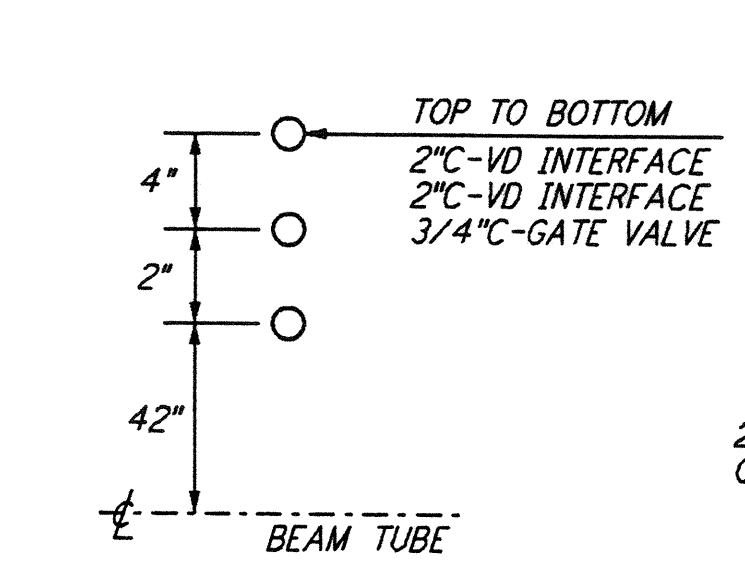 TOP TO BOTTOM
2"C-VD INTERFACE
2"C-VD INTERFACE
3/4"C-GATE VALVE
4"
2"
42"
℄
BEAM TUBE